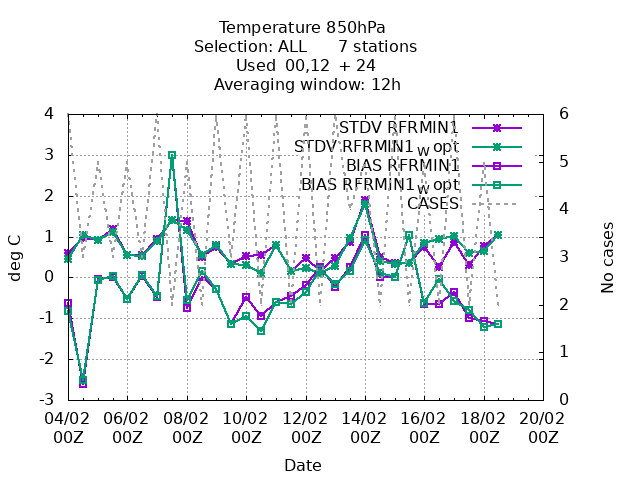 Temperature 850hPa
Selection: ALL 7 stations
Used 00,12 + 24
Averaging window: 12h
STDV RFRMIN1
STDV RFRMIN1_w opt
BIAS RFRMIN1
BIAS RFRMIN1_w opt
CASES
deg C
4
3
2
1
0
-1
-2
-3
No cases
6
5
4
3
2
1
0
04/02 06/02 08/02 10/02 12/02 14/02 16/02 18/02 20/02
00Z 00Z 00Z 00Z 00Z 00Z 00Z 00Z 00Z
Date